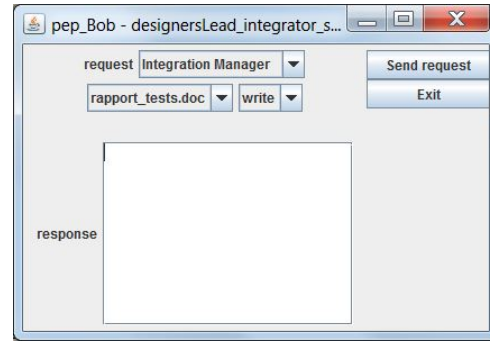 pep_Bob - designersLead_integrator_s...
request Integration Manager Send request
rapport_tests.doc write Exit
response